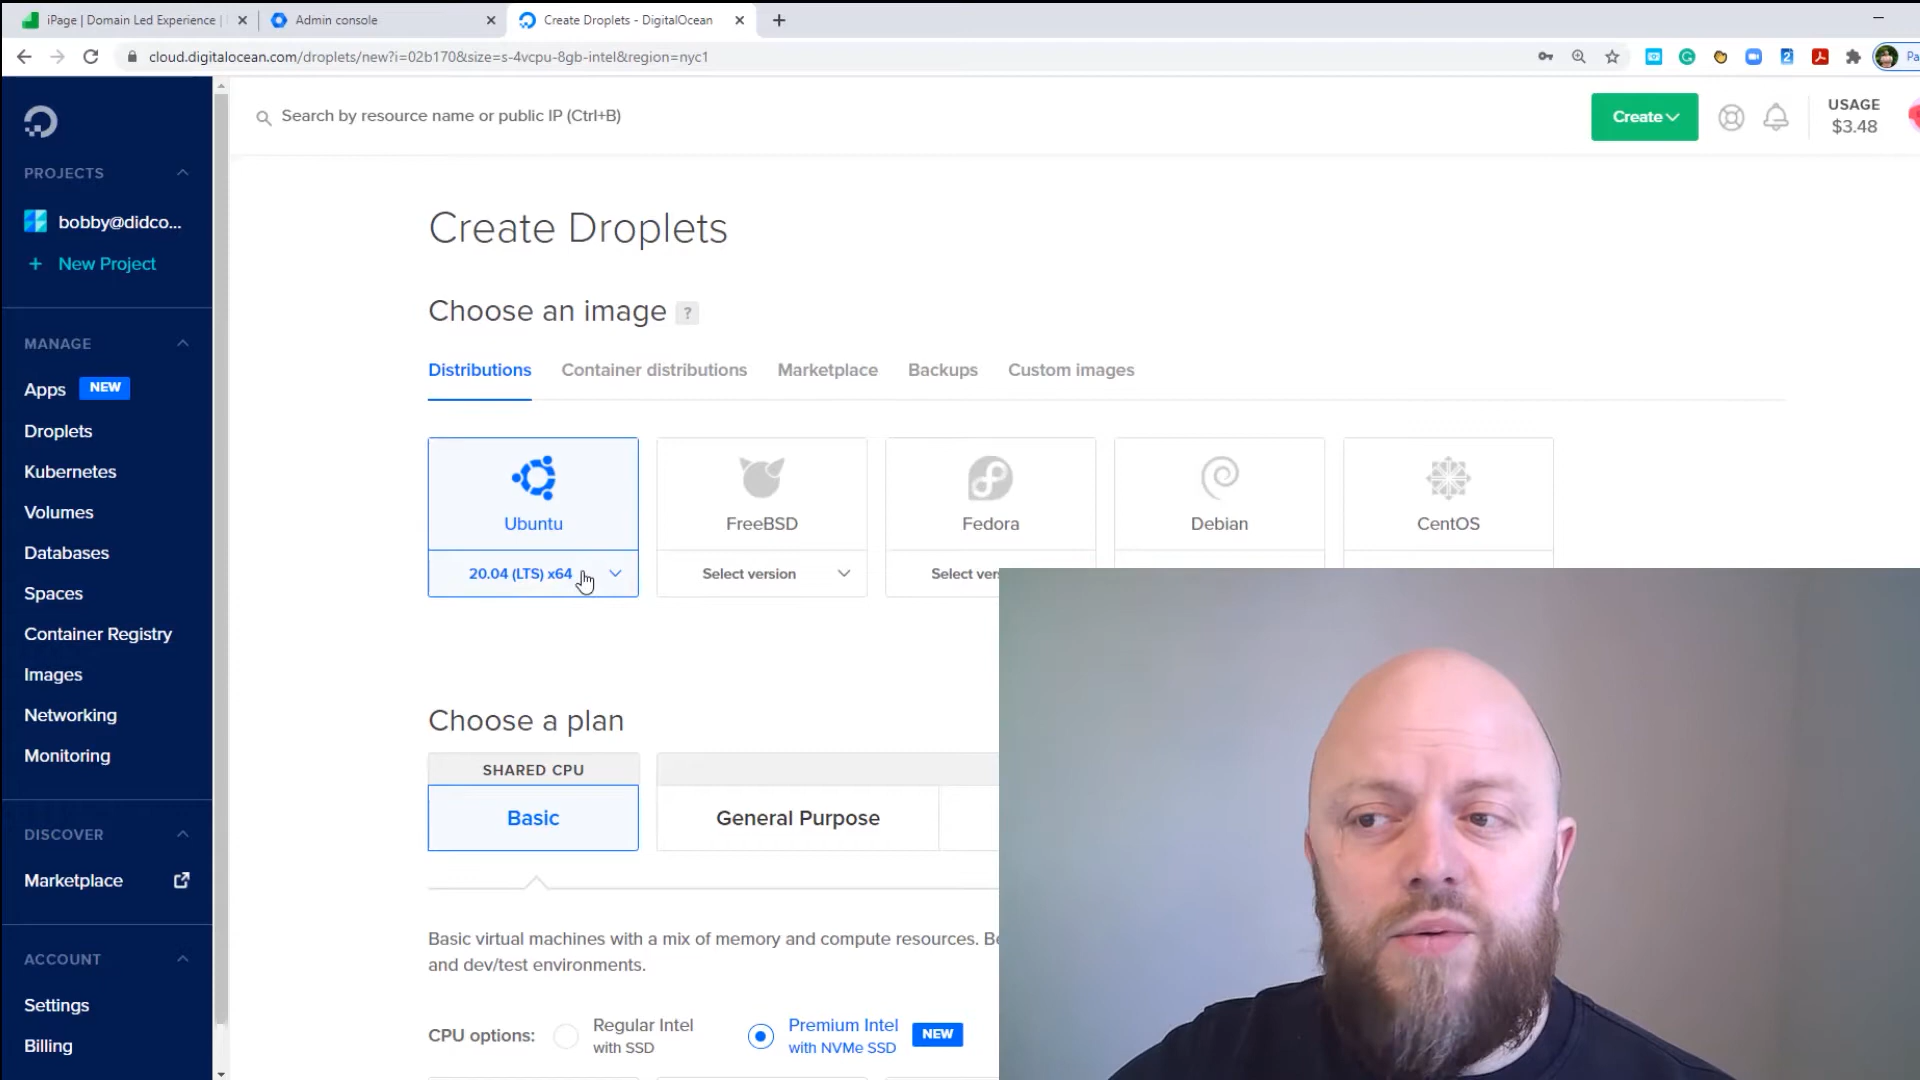 iPage | Domain Led Experience |
Admin console
Create Droplets - DigitalOcean
cloud.digitalocean.com/droplets/new?i=02b170&size=s-4vcpu-8gb-intel&region=nyc1
Pa
Search by resource name or public IP (Ctrl+B)
Create
USAGE
$3.48
PROJECTS
bobby@didco...
+ New Project
MANAGE
Apps NEW
Droplets
Kubernetes
Volumes
Databases
Spaces
Container Registry
Images
Networking
Monitoring
DISCOVER
Marketplace
ACCOUNT
Settings
Billing
Create Droplets
Choose an image ?
Distributions Container distributions Marketplace Backups Custom images
Ubuntu FreeBSD Fedora Debian CentOS
20.04 (LTS) x64 Select version Select ver
Choose a plan
SHARED CPU
Basic General Purpose
Basic virtual machines with a mix of memory and compute resources. Be
and dev/test environments.
CPU options: Regular Intel with SSD Premium Intel with NVMe SSD NEW